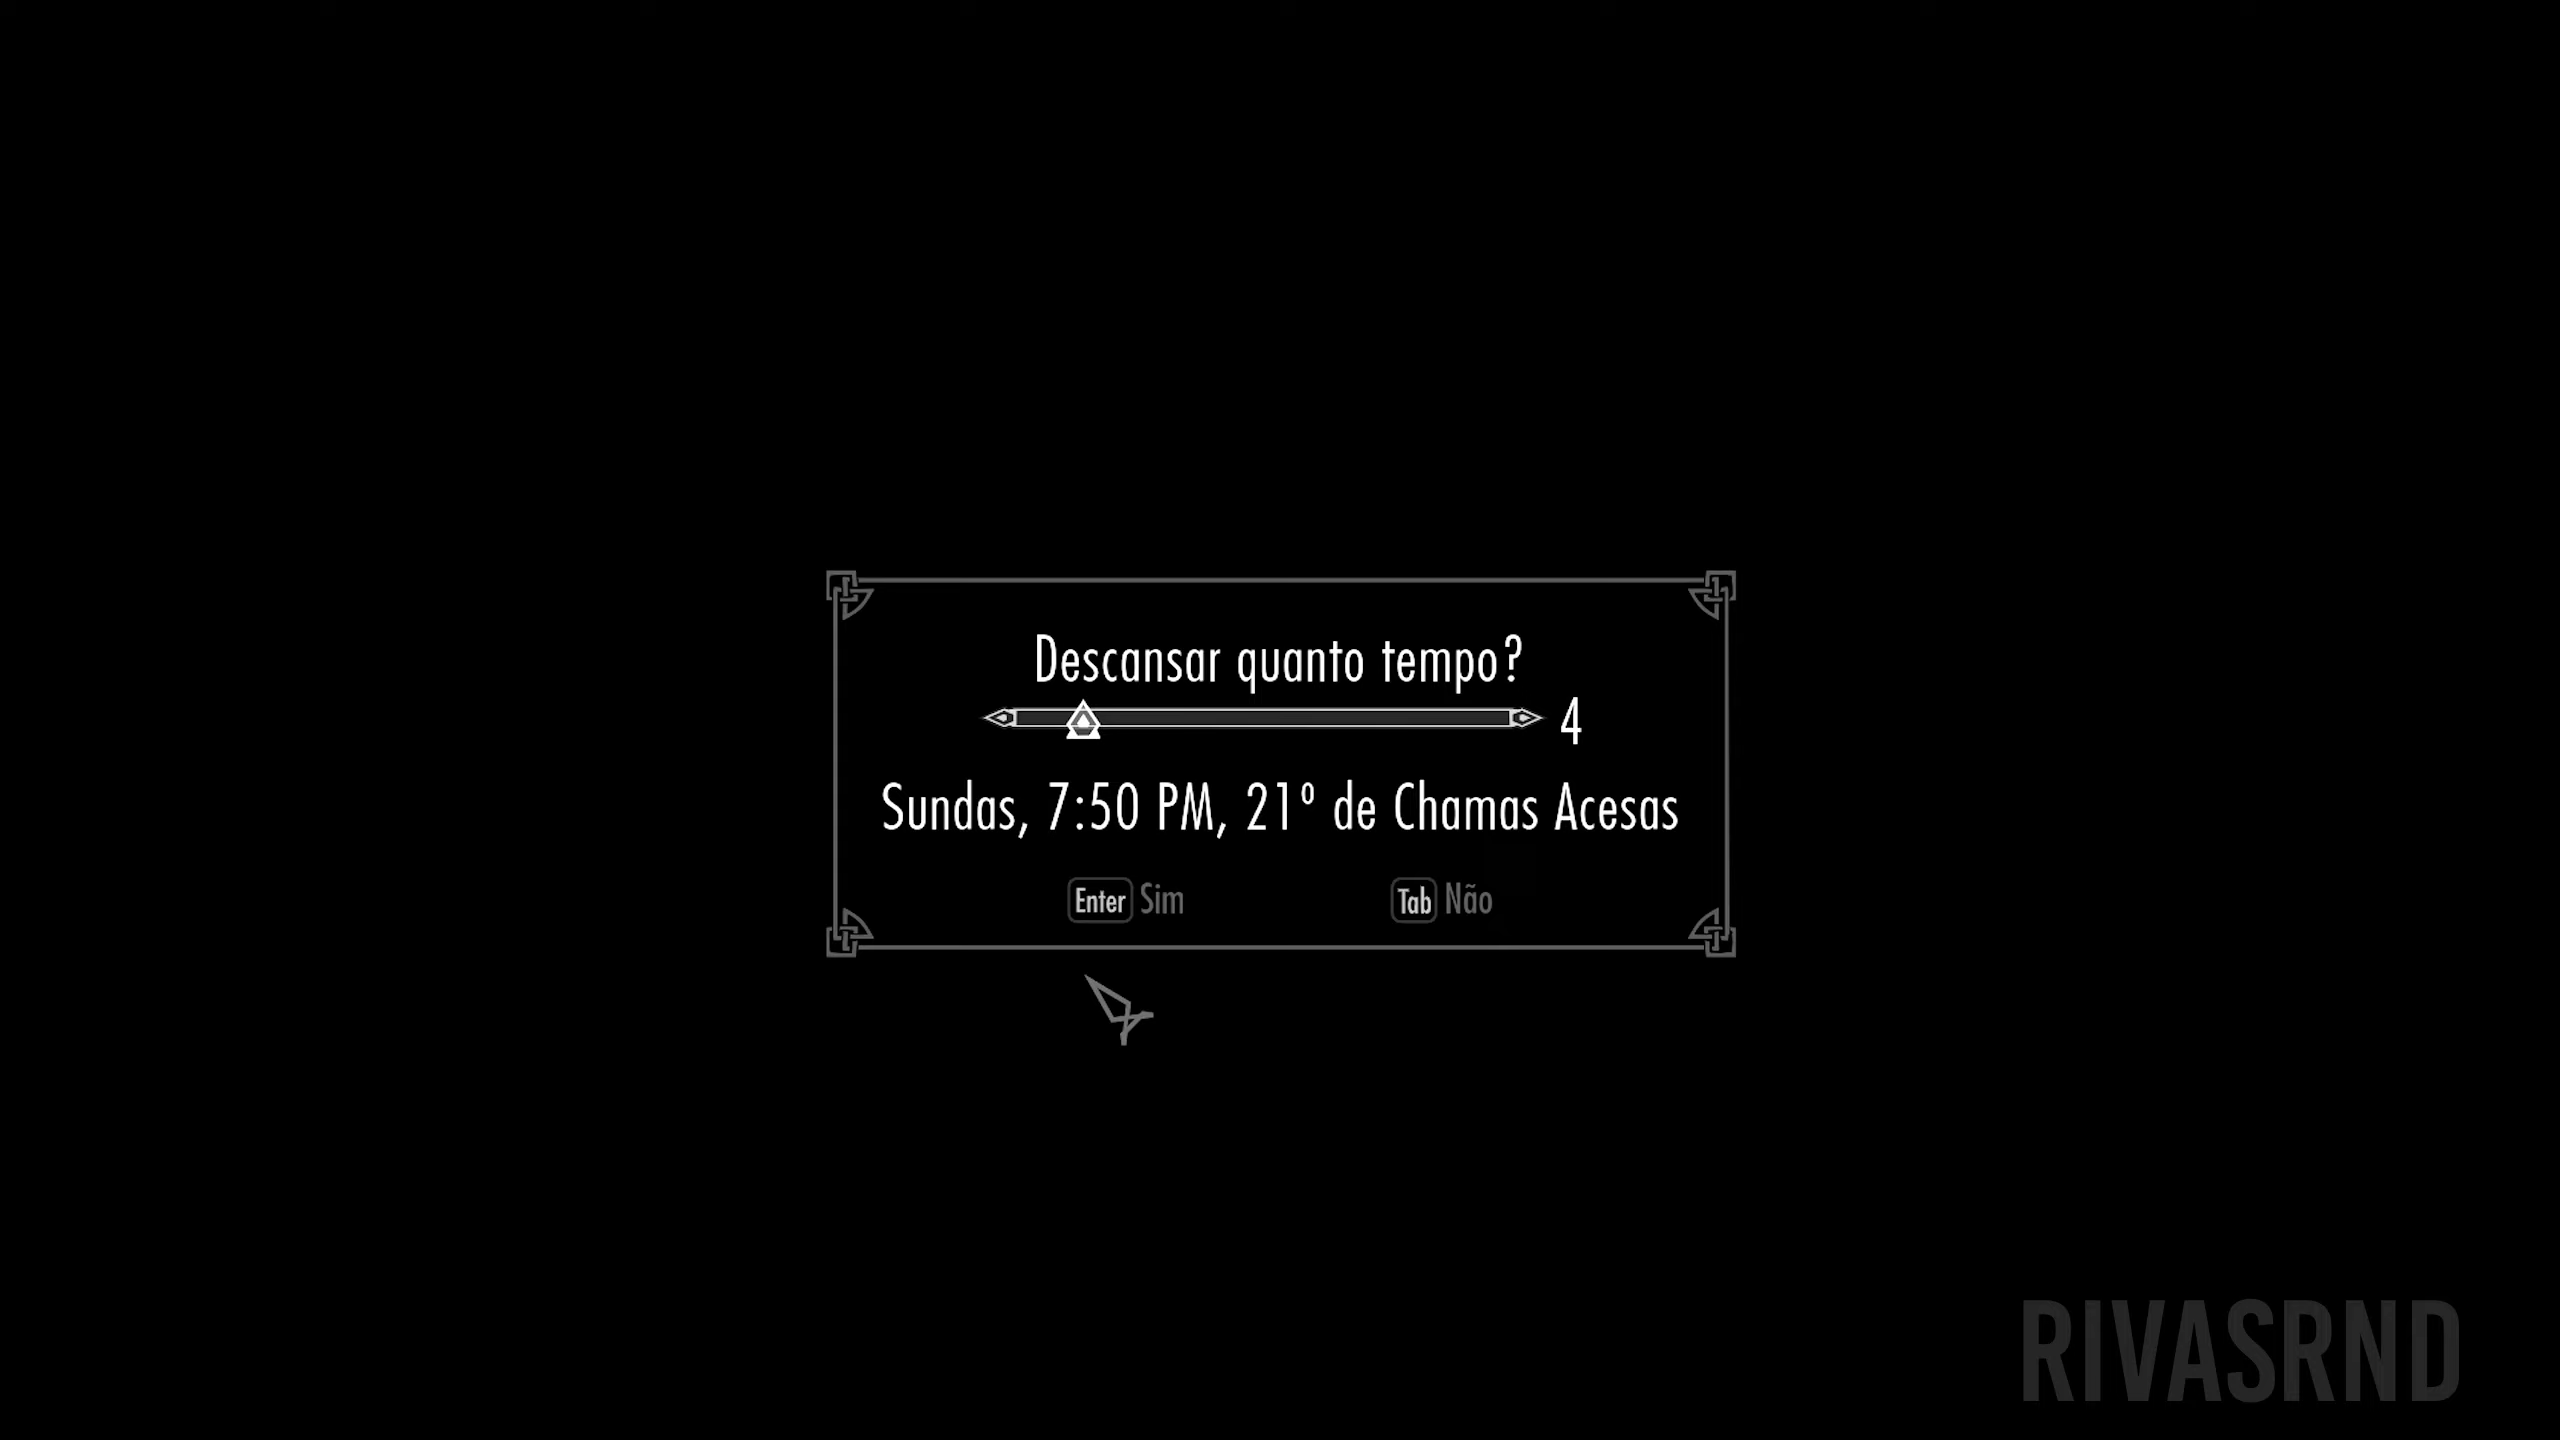 Descansar quanto tempo?
4
Sundas, 7:50 PM, 21º de Chamas Acesas
Enter Sim Tab Não
RIVASRND